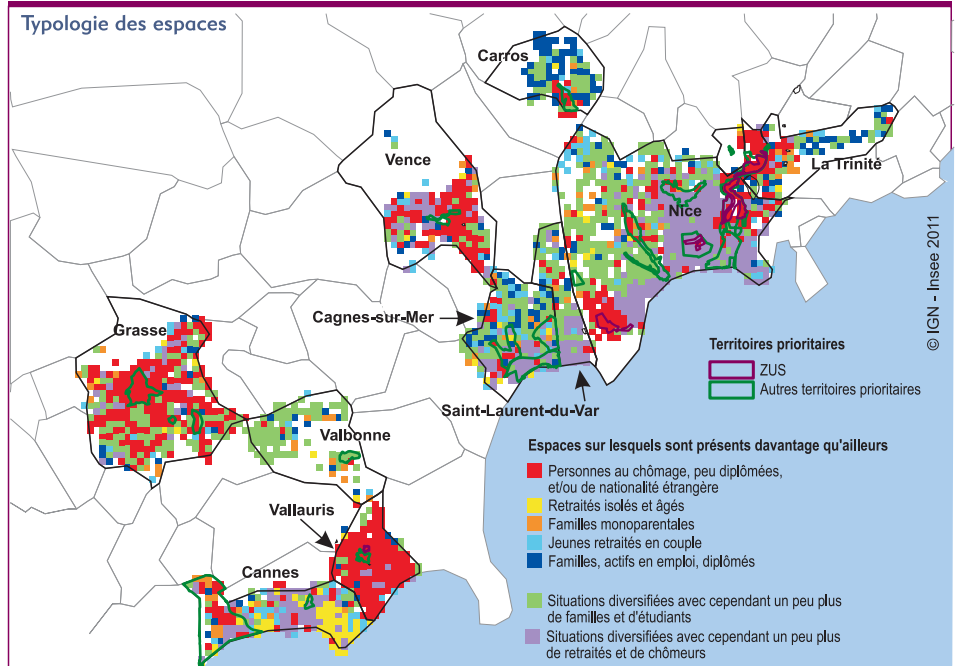 Typologie des espaces
Carros
Vence
La Trinité
Nice
Cagnes-sur-Mer
Grasse
Saint-Laurent-du-Var
Valbonne
Vallauris
Cannes
© IGN - Insee 2011
Territoires prioritaires
ZUS
Autres territoires prioritaires
Espaces sur lesquels sont présents davantage qu'ailleurs
Personnes au chômage, peu diplômées,
et/ou de nationalité étrangère
Retraités isolés et âgés
Familles monoparentales
Jeunes retraités en couple
Familles, actifs en emploi, diplômés
Situations diversifiées avec cependant un peu plus
de familles et d'étudiants
Situations diversifiées avec cependant un peu plus
de retraités et de chômeurs